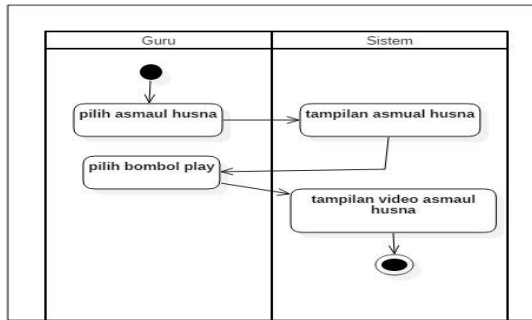 Guru
Sistem
pilih asmaul husna
tampilan asmual husna
pilih bombol play
tampilan video asmaul
husna